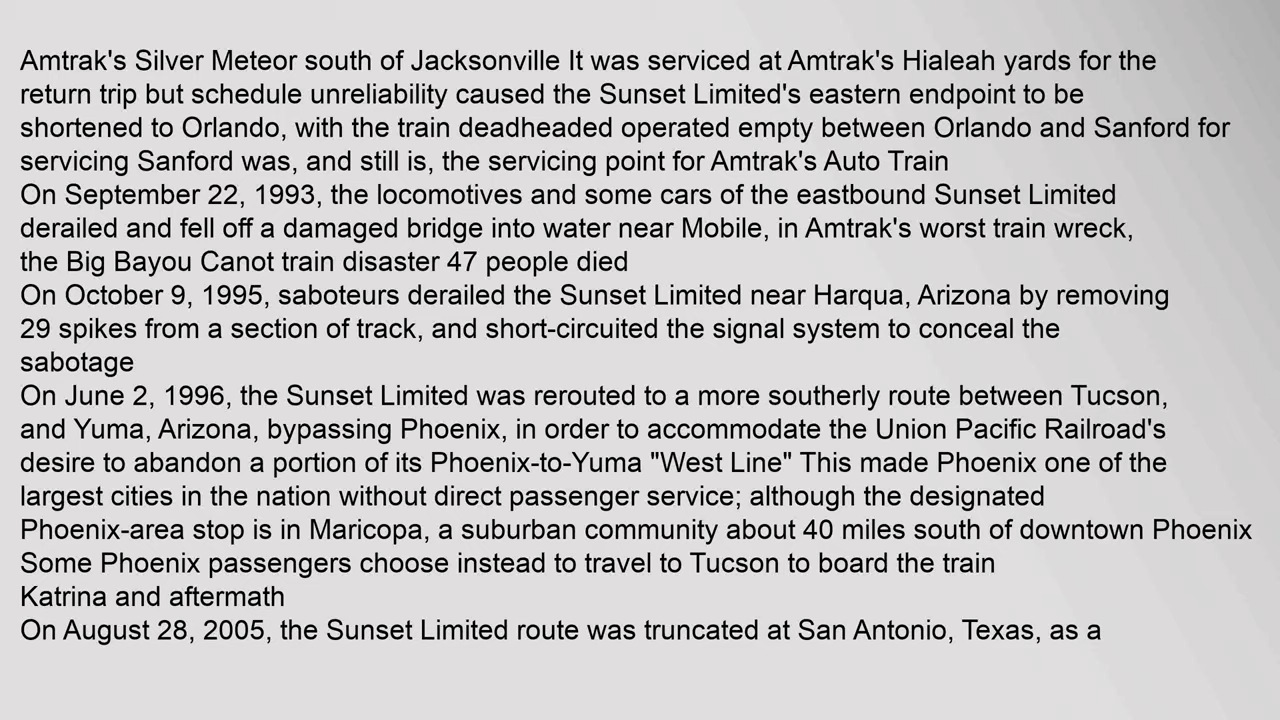 Amtrak's Silver Meteor south of Jacksonville It was serviced at Amtrak's Hialeah yards for the
return trip but schedule unreliability caused the Sunset Limited's eastern endpoint to be
shortened to Orlando, with the train deadheaded operated empty between Orlando and Sanford for
servicing Sanford was, and still is, the servicing point for Amtrak's Auto Train
On September 22, 1993, the locomotives and some cars of the eastbound Sunset Limited
derailed and fell off a damaged bridge into water near Mobile, in Amtrak's worst train wreck,
the Big Bayou Canot train disaster 47 people died
On October 9, 1995, saboteurs derailed the Sunset Limited near Harqua, Arizona by removing
29 spikes from a section of track, and short-circuited the signal system to conceal the
sabotage
On June 2, 1996, the Sunset Limited was rerouted to a more southerly route between Tucson,
and Yuma, Arizona, bypassing Phoenix, in order to accommodate the Union Pacific Railroad's
desire to abandon a portion of its Phoenix-to-Yuma "West Line" This made Phoenix one of the
largest cities in the nation without direct passenger service; although the designated
Phoenix-area stop is in Maricopa, a suburban community about 40 miles south of downtown Phoenix
Some Phoenix passengers choose instead to travel to Tucson to board the train
Katrina and aftermath
On August 28, 2005, the Sunset Limited route was truncated at San Antonio, Texas, as a